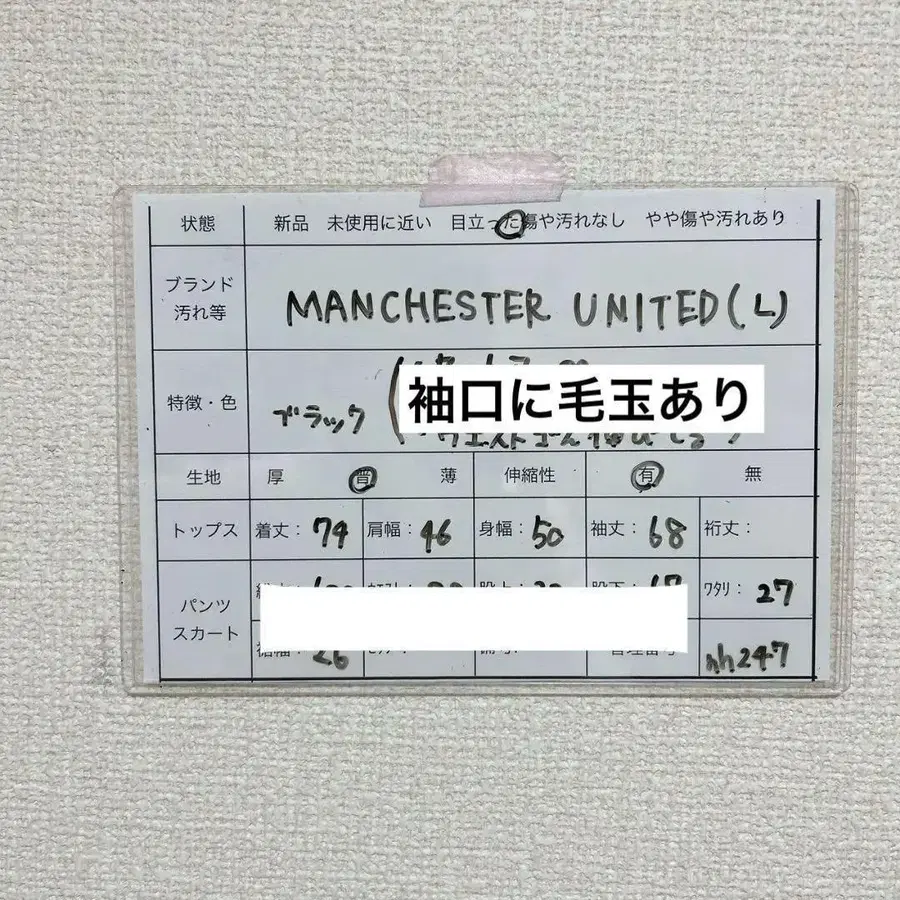 状態 新品 未使用に近い 目立った傷や汚れなし やや傷や汚れあり
ブランド
汚れ等
MANCHESTER UNITED (L)
特徴・色
ブラック
袖口に毛玉あり
生地 厚 普 薄 伸縮性 有 無
トップス 着丈: 74 肩幅: 46 身幅: 50 袖丈: 68 裄丈:
パンツ
スカート
ワタリ: 27
26
nh247